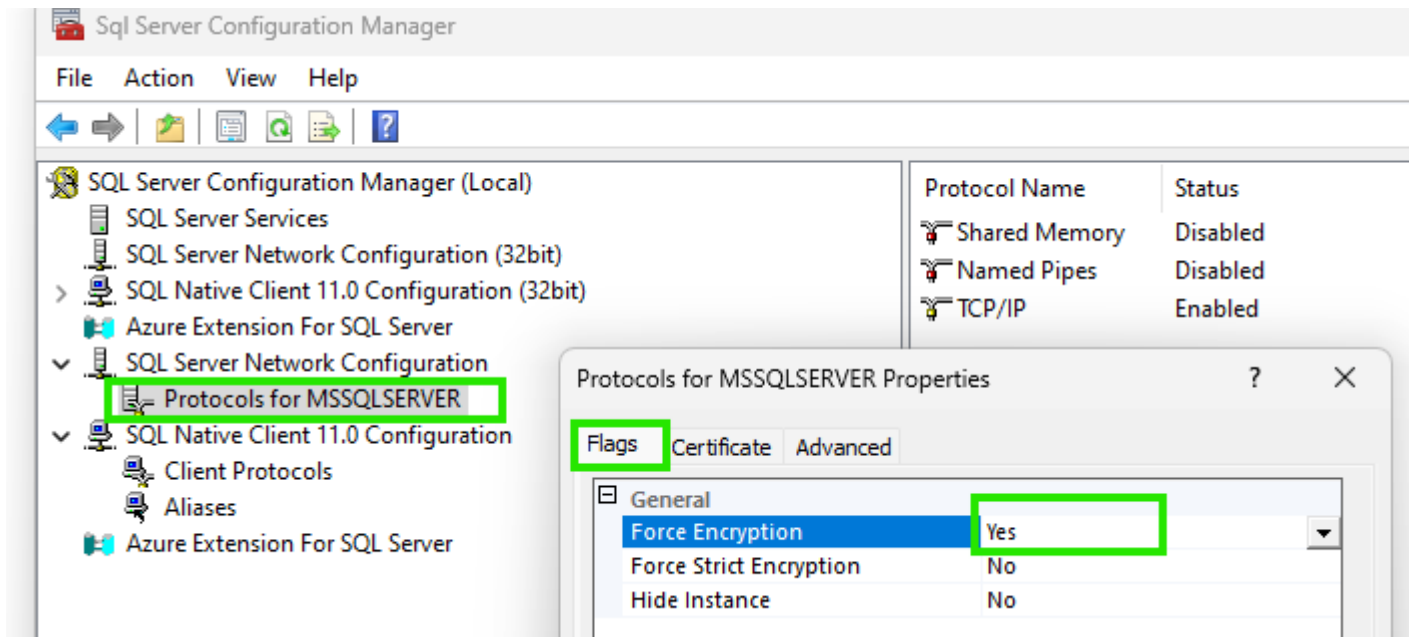 Sql Server Configuration Manager
File Action View Help
SQL Server Configuration Manager (Local)
SQL Server Services
SQL Server Network Configuration (32bit)
SQL Native Client 11.0 Configuration (32bit)
Azure Extension For SQL Server
SQL Server Network Configuration
Protocols for MSSQLSERVER
SQL Native Client 11.0 Configuration
Client Protocols
Aliases
Azure Extension For SQL Server
Protocol Name Status
Shared Memory Disabled
Named Pipes Disabled
TCP/IP Enabled
Protocols for MSSQLSERVER Properties ?
Flags Certificate Advanced
General
Force Encryption Yes
Force Strict Encryption No
Hide Instance No